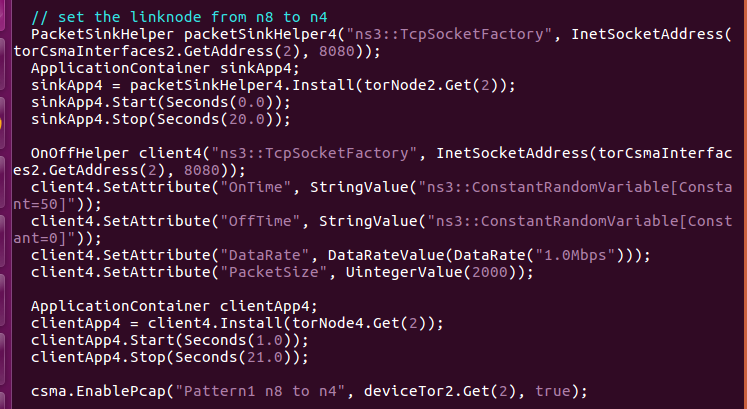 // set the linknode from n8 to n4
PacketSinkHelper packetSinkHelper4("ns3::TcpSocketFactory", InetSocketAddress(
torCsmaInterfaces2.GetAddress(2), 8080));
ApplicationContainer sinkApp4;
sinkApp4 = packetSinkHelper4.Install(torNode2.Get(2));
sinkApp4.Start(Seconds(0.0));
sinkApp4.Stop(Seconds(20.0));
OnOffHelper client4("ns3::TcpSocketFactory", InetSocketAddress(torCsmaInterfac
es2.GetAddress(2), 8080));
client4.SetAttribute("OnTime", StringValue("ns3::ConstantRandomVariable[Consta
nt=50]"));
client4.SetAttribute("OffTime", StringValue("ns3::ConstantRandomVariable[Const
ant=0]"));
client4.SetAttribute("DataRate", DataRateValue(DataRate("1.0Mbps")));
client4.SetAttribute("PacketSize", UintegerValue(2000));
ApplicationContainer clientApp4;
clientApp4 = client4.Install(torNode4.Get(2));
clientApp4.Start(Seconds(1.0));
clientApp4.Stop(Seconds(21.0));
csma.EnablePcap("Pattern1 n8 to n4", deviceTor2.Get(2), true);